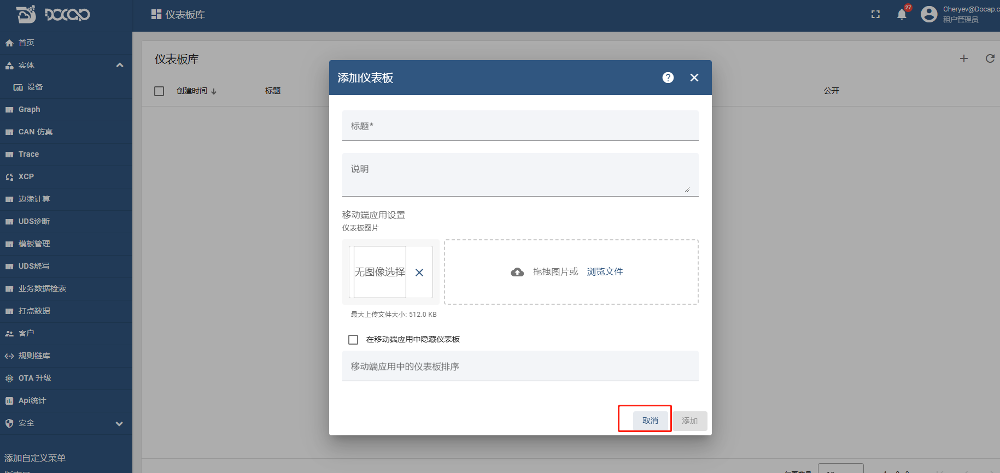 DOCAP
仪表板库
27
Cheryev@Docap.c
租户管理员
首页
实体
设备
Graph
CAN 仿真
Trace
XCP
边缘计算
UDS诊断
模板管理
UDS烧写
业务数据检索
打点数据
客户
规则链库
OTA 升级
Api统计
安全
添加自定义菜单
仪表板库
创建时间
标题
公开
添加仪表板
标题*
说明
移动端应用设置
仪表板图片
无图像选择
拖拽图片或 浏览文件
最大上传文件大小: 512.0 KB
在移动端应用中隐藏仪表板
移动端应用中的仪表板排序
取消
添加